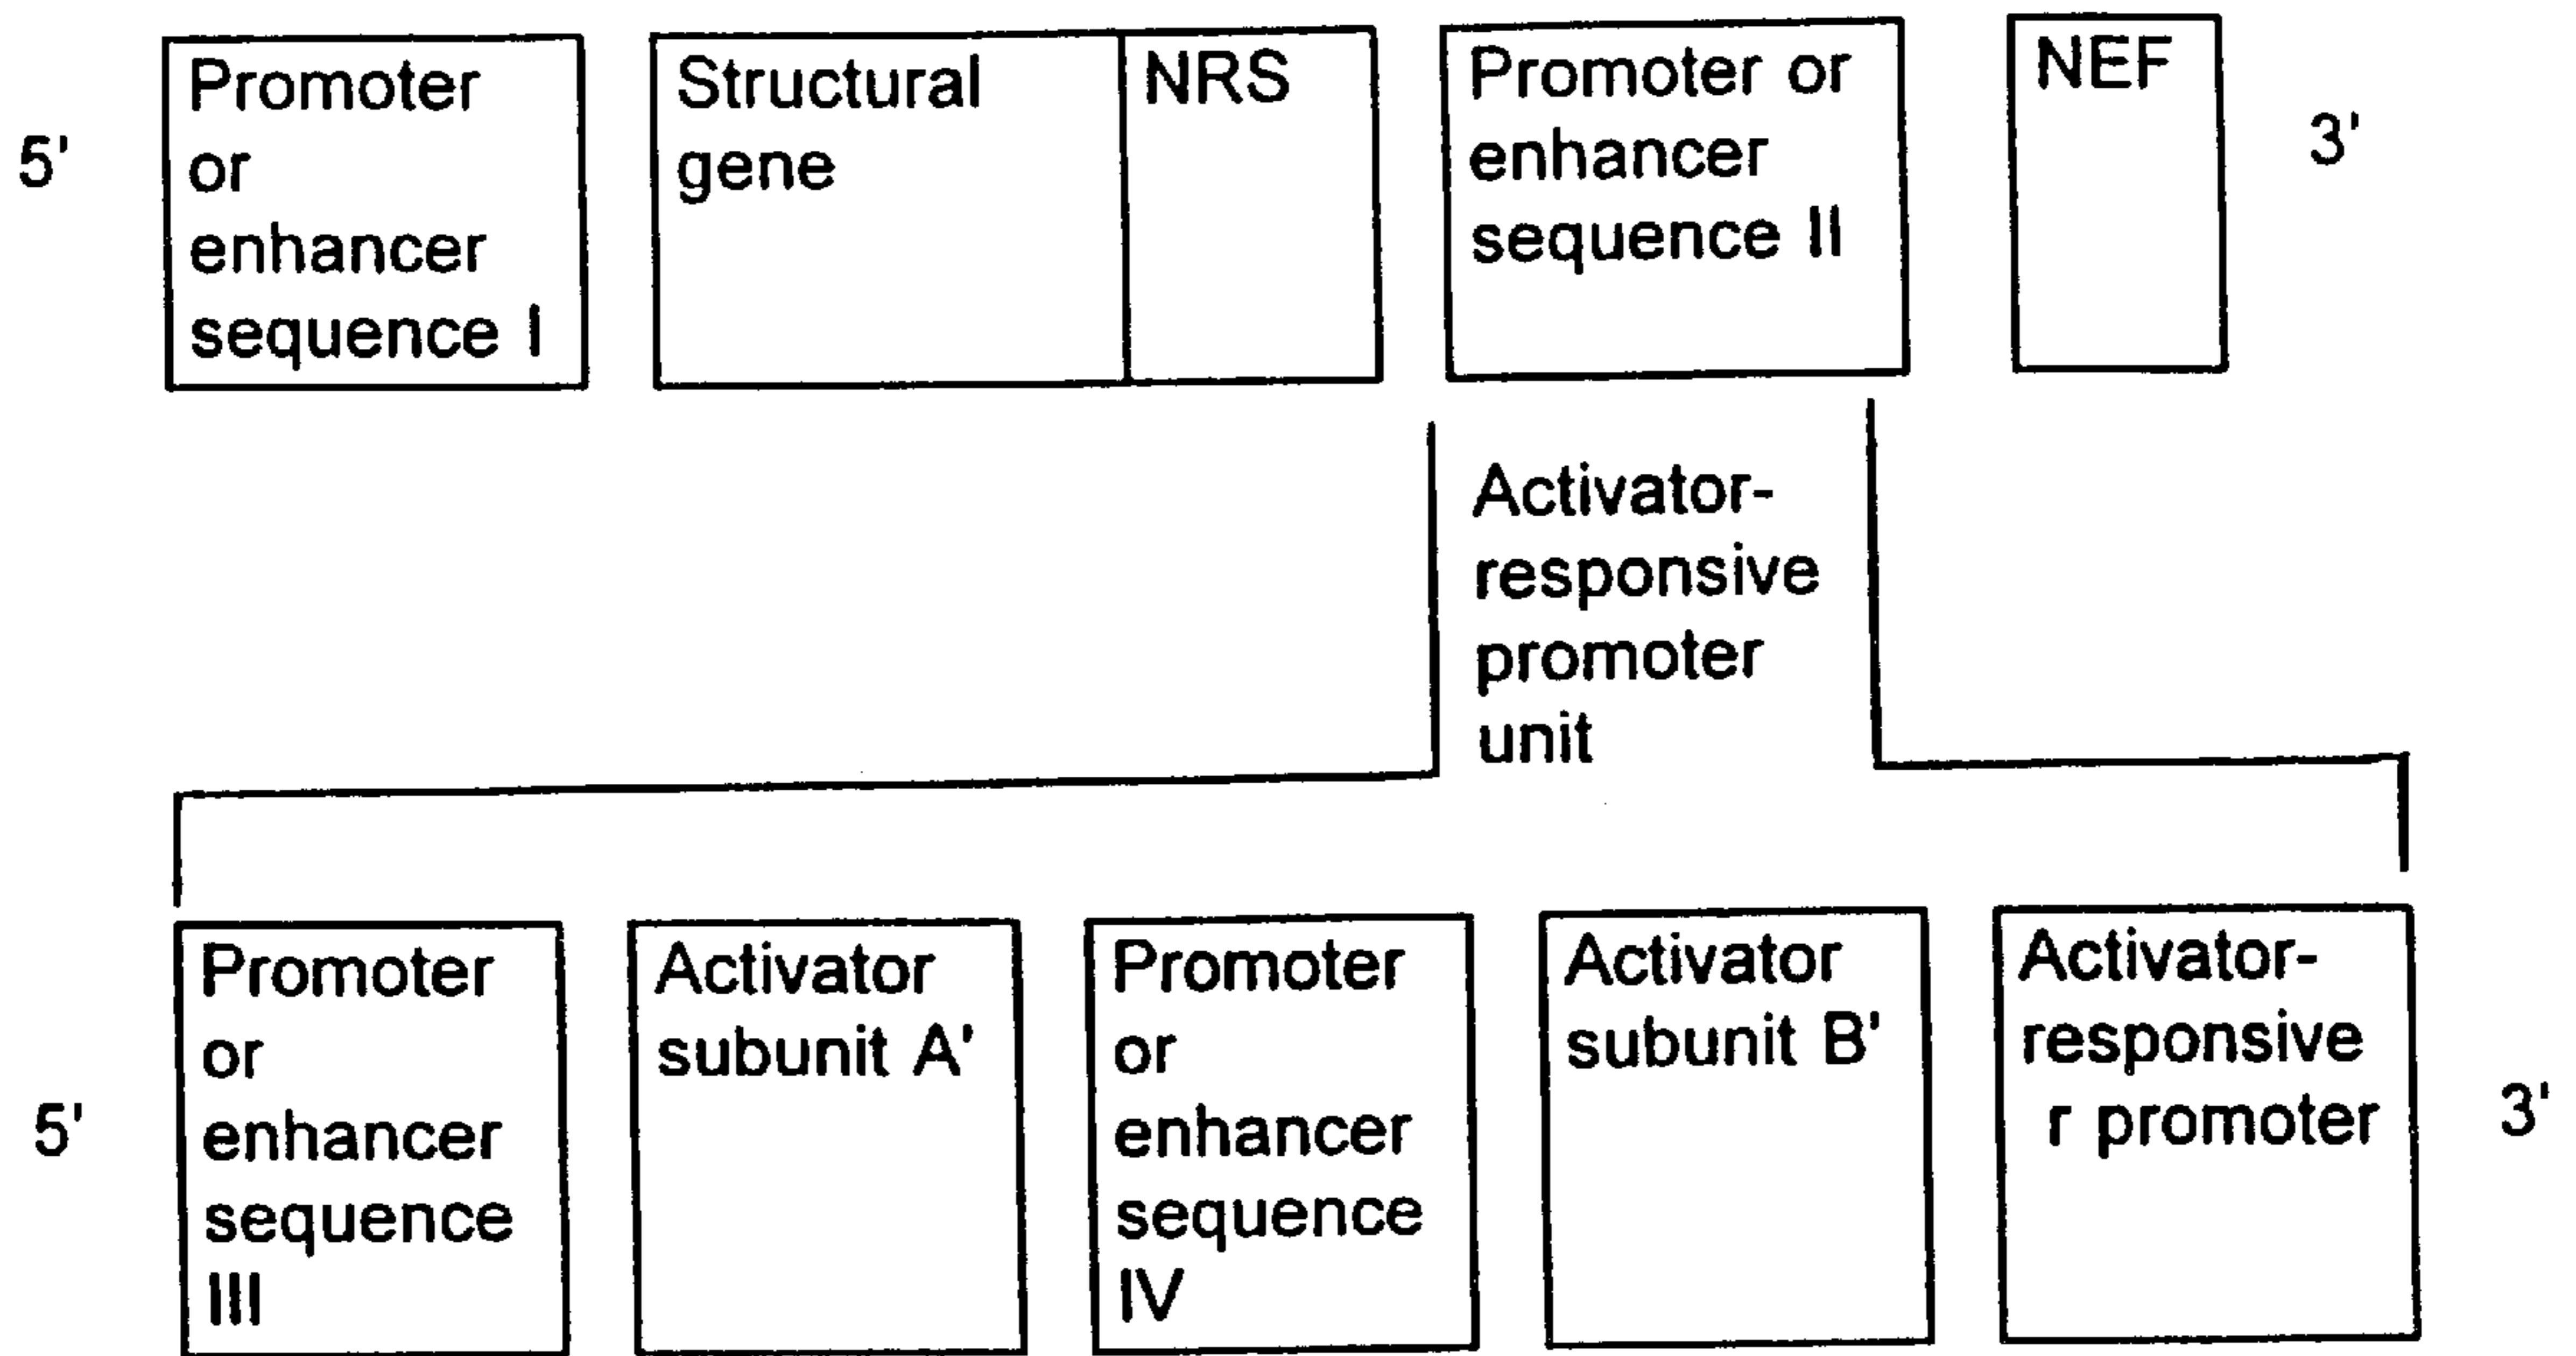 5'
Promoter
or
enhancer
sequence I
Structural
gene
NRS
Promoter or
enhancer
sequence II
NEF
3'
Activator-
responsive
promoter
unit
5'
Promoter
or
enhancer
sequence
III
Activator
subunit A'
Promoter
or
enhancer
sequence
IV
Activator
subunit B'
Activator-
responsive
r promoter
3'